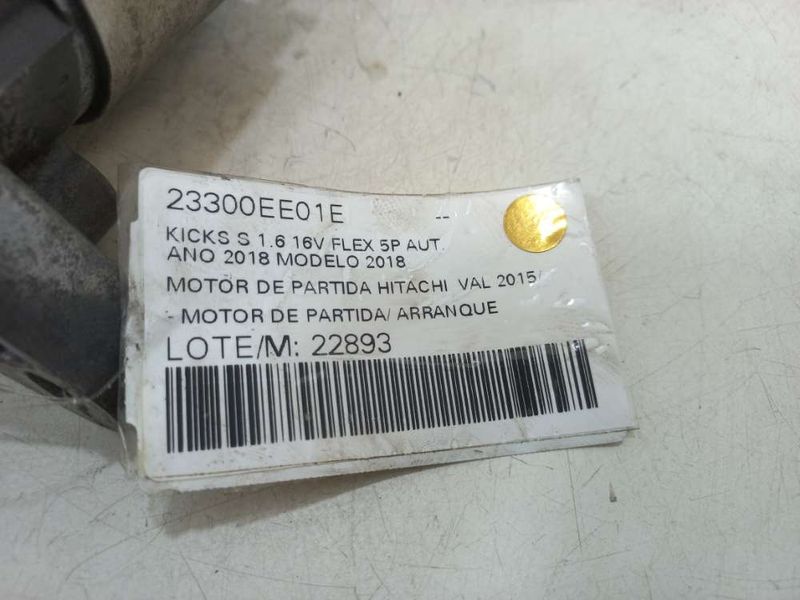 23300EE01E --
KICKS S 1.6 16V FLEX 5P AUT.
ANO 2018 MODELO 2018
MOTOR DE PARTIDA HITACHI VAL 2015/
- MOTOR DE PARTIDA/ ARRANQUE
LOTE/M: 22893